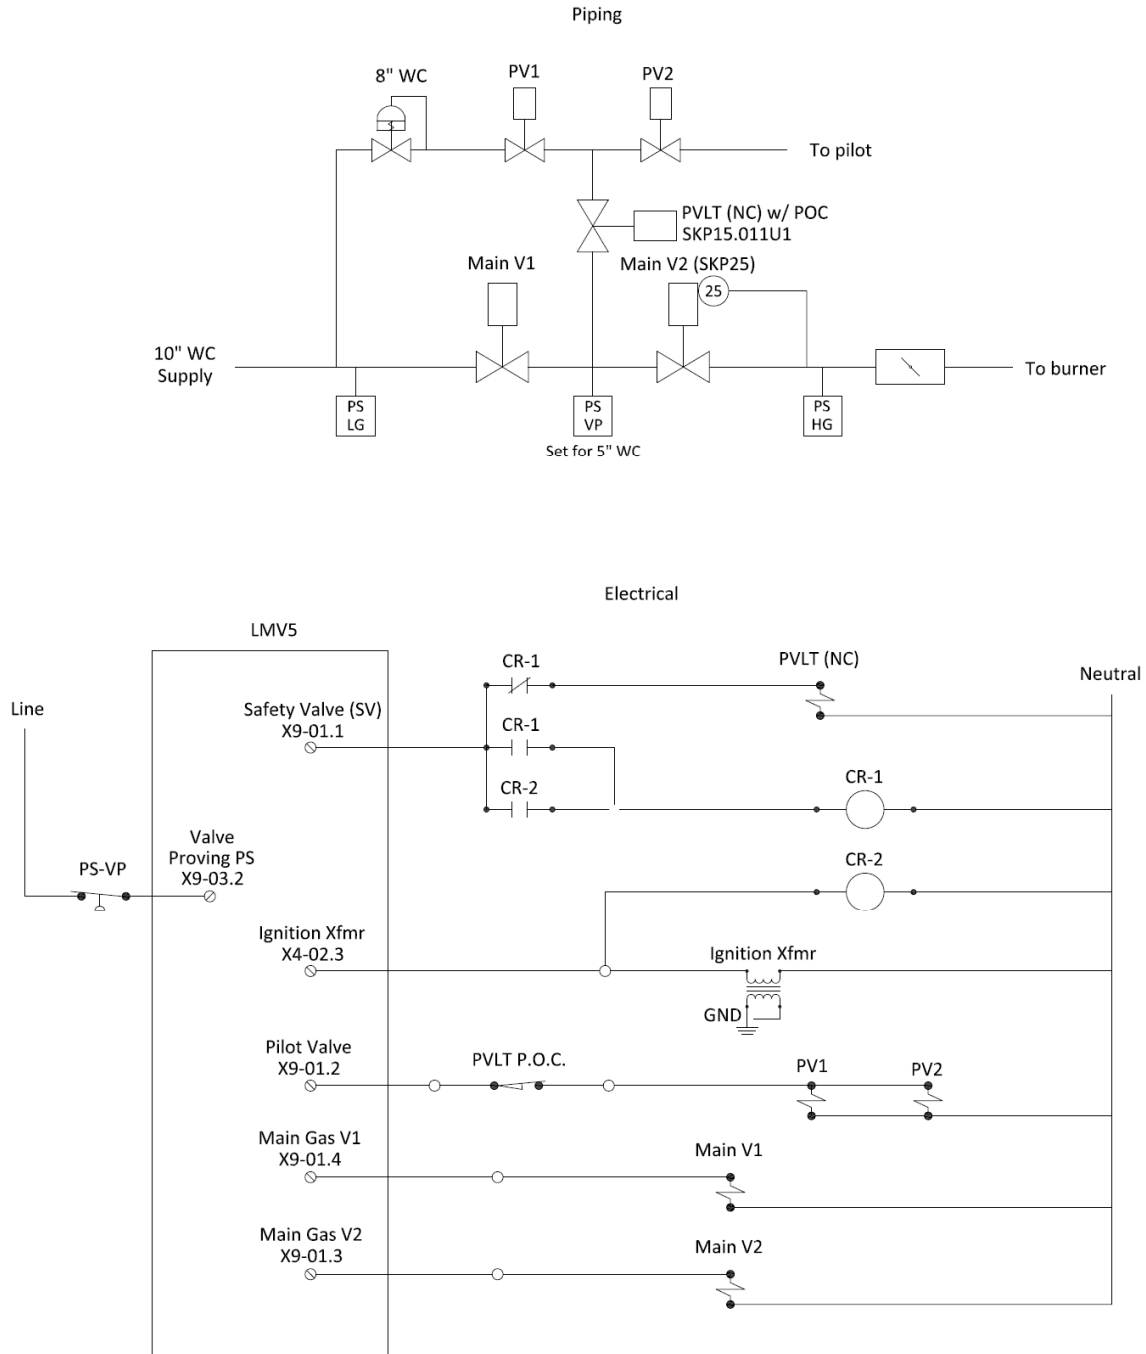 Piping
8" WC
PV1
PV2
To pilot
PVLT (NC) w/ POC
SKP15.011U1
Main V1
Main V2 (SKP25)
25
10" WC
Supply
To burner
PS
LG
PS
VP
PS
HG
Set for 5" WC
Electrical
LMV5
CR-1
PVLT (NC)
Neutral
Line
Safety Valve (SV)
X9-01.1
CR-1
CR-2
CR-1
Valve
Proving PS
X9-03.2
PS-VP
CR-2
Ignition Xfmr
X4-02.3
Ignition Xfmr
GND
Pilot Valve
X9-01.2
PVLT P.O.C.
PV1
PV2
Main Gas V1
X9-01.4
Main V1
Main Gas V2
X9-01.3
Main V2